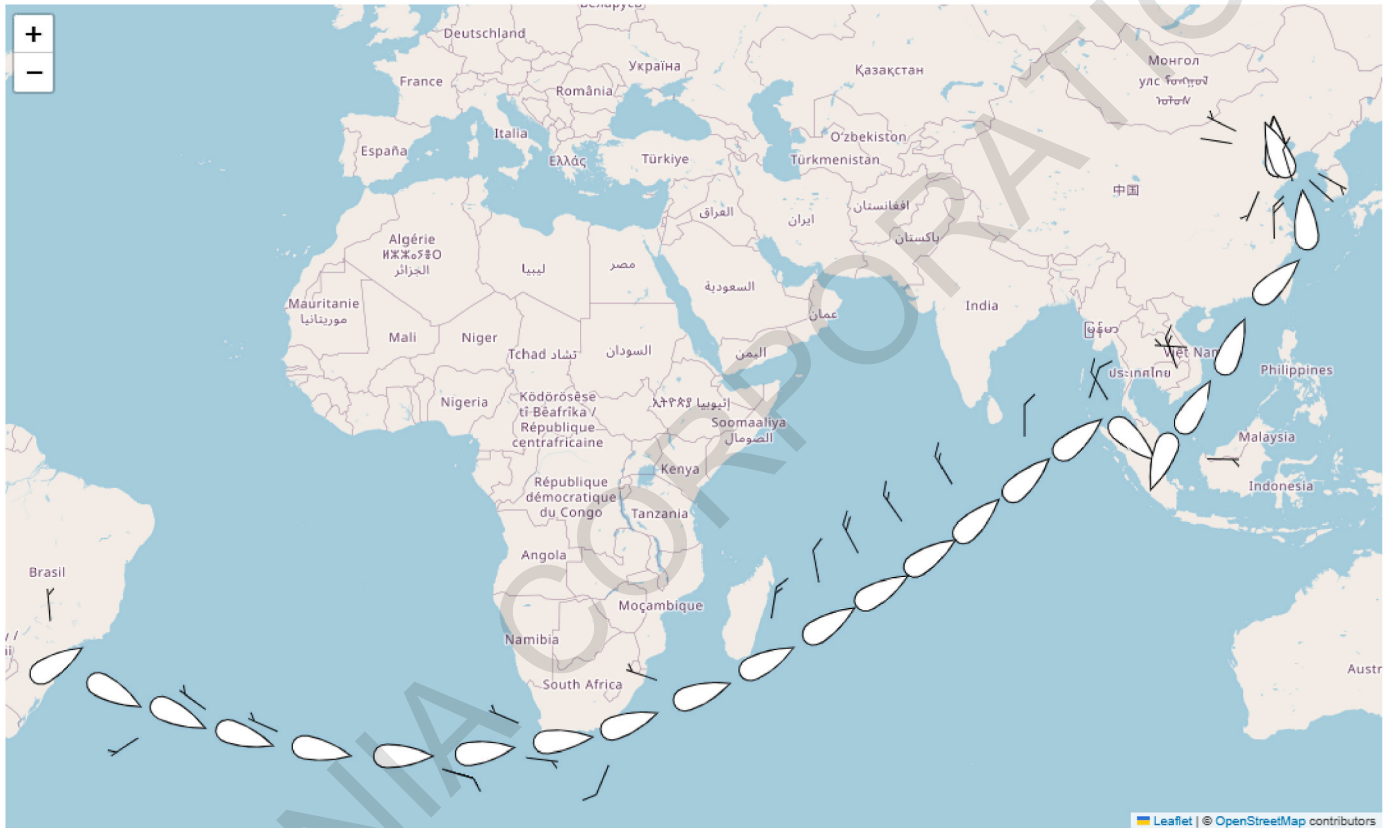 +
−
Беларусь
Deutschland
Україна
France
România
Italia
España
Ελλάς
Türkiye
Қазақстан
Монгол
улс
O'zbekiston
Türkmenistan
中国
العراق
ایران
افغانستان
پاکستان
Algérie
ⵍⵣⵣⴰⵢⴻⵔ
الجزائر
ليبيا
مصر
السعودية
عمان
اليمن
India
Mauritanie
موريتانيا
Mali
Niger
Tchad تشاد
السودان
Việt Nam
ประเทศไทย
Philippines
Nigeria
Ködörösêse
tî Bêafrîka /
République
centrafricaine
ኢትዮጵያ إثيوبيا
Soomaaliya
الصومال
Kenya
Malaysia
Indonesia
République
démocratique
du Congo
Tanzania
Angola
Brasil
Moçambique
Namibia
South Africa
Austr
NIA CORPORATIO
Leaflet | © OpenStreetMap contributors